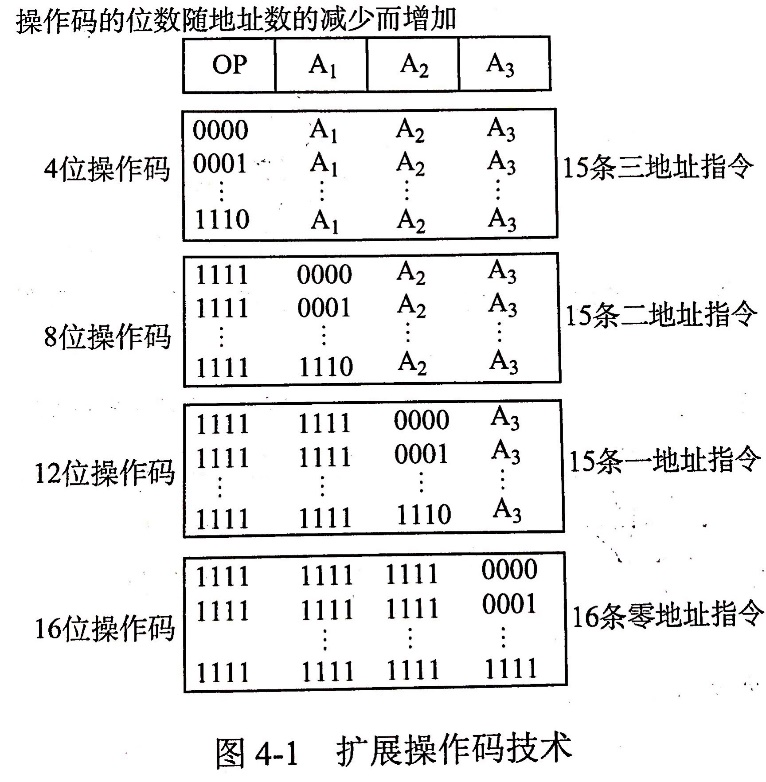 操作码的位数随地址数的减少而增加
OP A₁ A₂ A₃
0000 A₁ A₂ A₃
4位操作码 0001 A₁ A₂ A₃ 15条三地址指令
⋮ ⋮ ⋮ ⋮
1110 A₁ A₂ A₃
1111 0000 A₂ A₃
1111 0001 A₂ A₃ 15条二地址指令
8位操作码 ⋮ ⋮ ⋮ ⋮
1111 1110 A₂ A₃
1111 1111 0000 A₃
1111 1111 0001 A₃ 15条一地址指令
12位操作码 ⋮ ⋮ ⋮ ⋮
1111 1111 1110 A₃
1111 1111 1111 0000
1111 1111 1111 0001 16条零地址指令
16位操作码 ⋮ ⋮ ⋮
1111 1111 1111 1111
图 4-1 扩展操作码技术